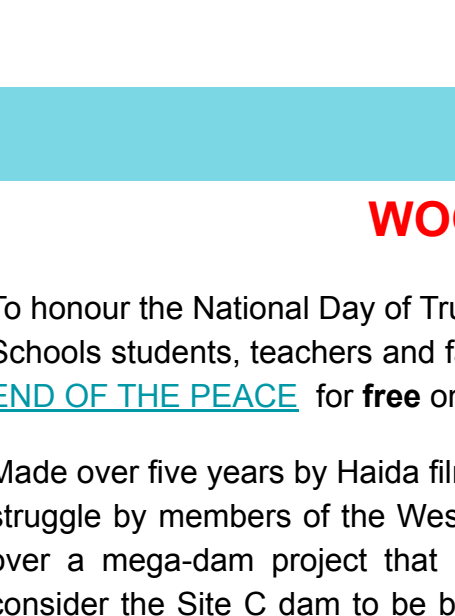 WO
To honour the National Day of Tru
Schools students, teachers and f
END OF THE PEACE for free o
Made over five years by Haida fil
struggle by members of the Wes
over a mega-dam project that
consider the Site C dam to be b